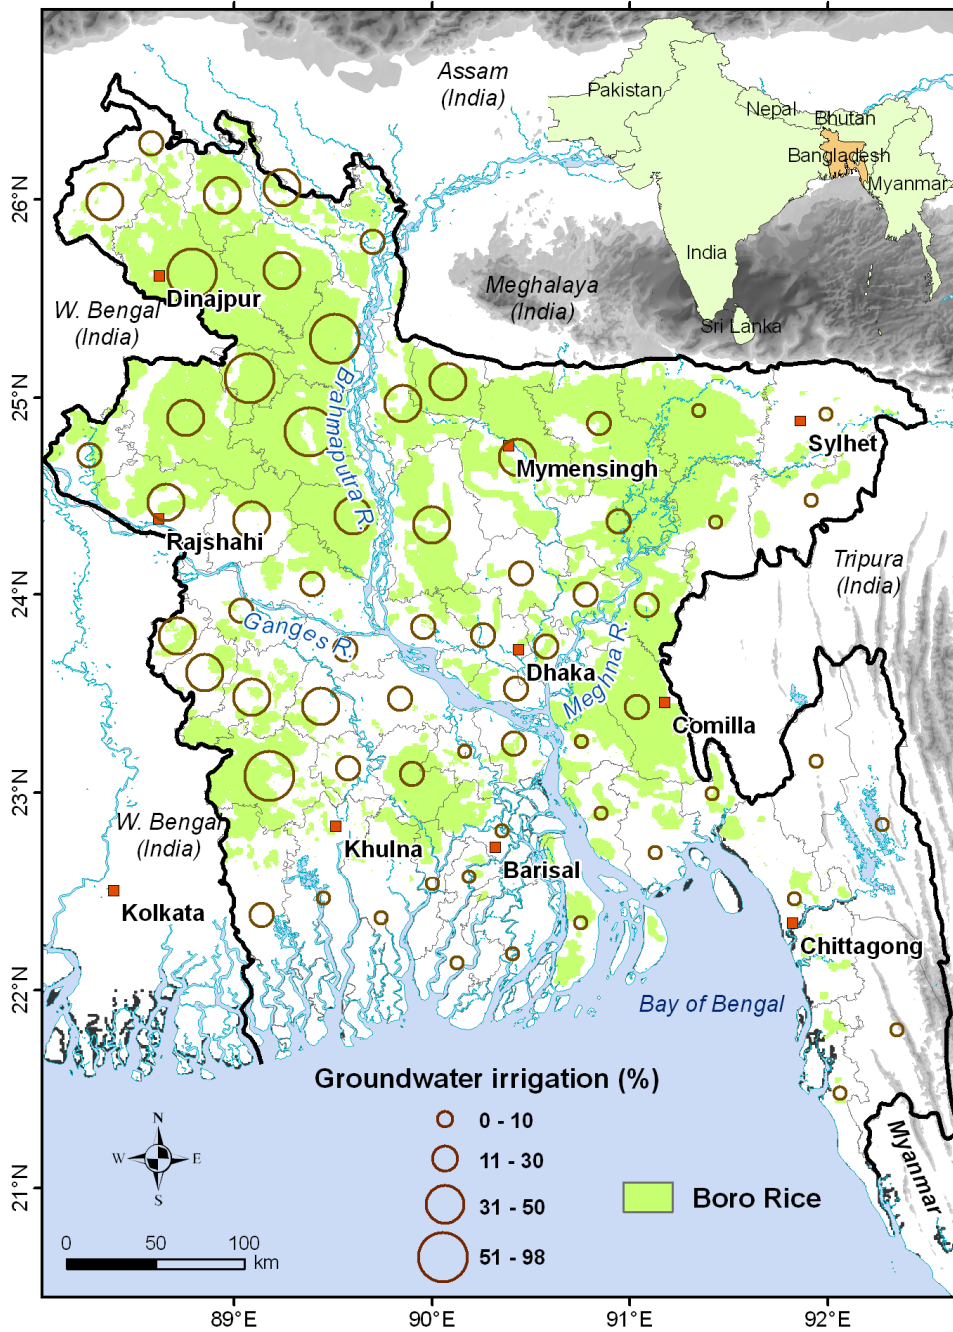 Assam
(India)
Pakistan
Nepal
Bhutan
Bangladesh
Myanmar
India
Sri Lanka
26°N
Meghalaya
(India)
Dinajpur
W. Bengal
(India)
25°N
Brahmaputra R.
Sylhet
Mymensingh
Rajshahi
Tripura
(India)
24°N
Ganges R.
Dhaka
Meghna R.
Comilla
23°N
W. Bengal
(India)
Khulna
Barisal
Kolkata
Chittagong
22°N
Bay of Bengal
Groundwater irrigation (%)
0 - 10
11 - 30
31 - 50
51 - 98
Boro Rice
Myanmar
N
W
E
S
21°N
0
50
100
km
89°E
90°E
91°E
92°E